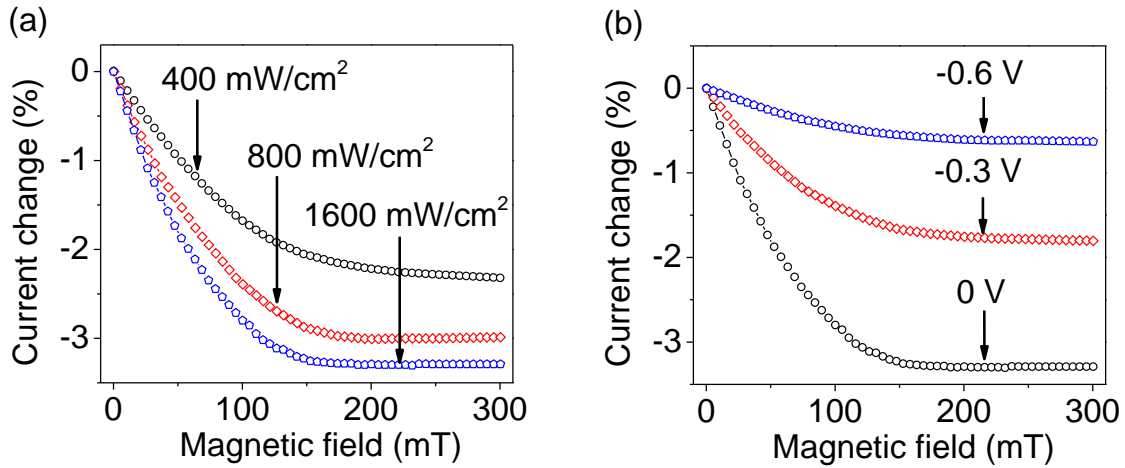 (a)
Current change (%)
0
-1
-2
-3
400 mW/cm²
800 mW/cm²
1600 mW/cm²
0
100
200
300
Magnetic field (mT)
(b)
Current change (%)
0
-1
-2
-3
-0.6 V
-0.3 V
0 V
0
100
200
300
Magnetic field (mT)